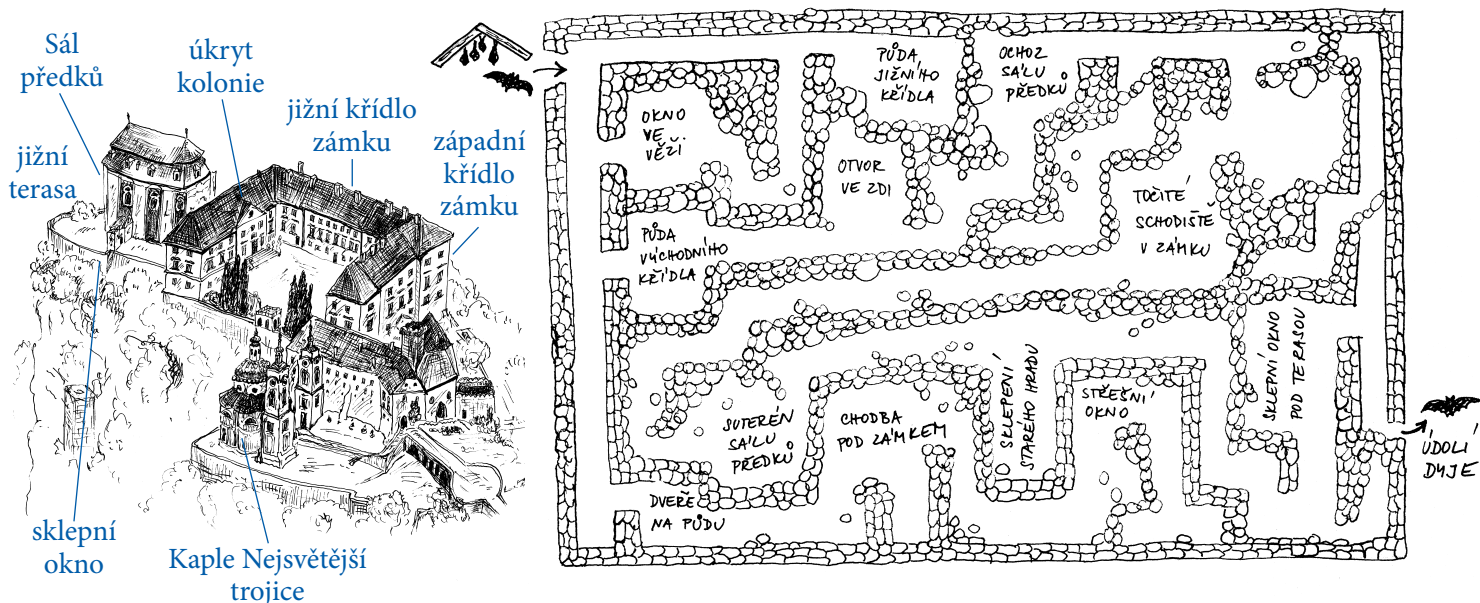 Sál
předků
úkryt
kolonie
jižní křídlo
zámku
západní
křídlo
zámku
jižní
terasa
sklepní
okno
Kaple Nejsvětější
trojice
PŮDA
JIŽNÍHO
KŘÍDLA
OCHOZ
SÁLU
PŘEDKŮ
OKNO
VE
VĚŽI
OTVOR
VE ZDI
TOČITÉ
SCHODIŠTĚ
V ZÁMKU
PŮDA
VÝCHODNÍHO
KŘÍDLA
SKLEPNÍ OKNO
POD TERASOU
SUTERÉN
SÁLU
PŘEDKŮ
CHODBA
POD ZÁMKEM
SKLEPENÍ
STARÉHO HRADU
STŘEŠNÍ
OKNO
DVEŘE
NA PŮDU
ÚDOLÍ
DYJE